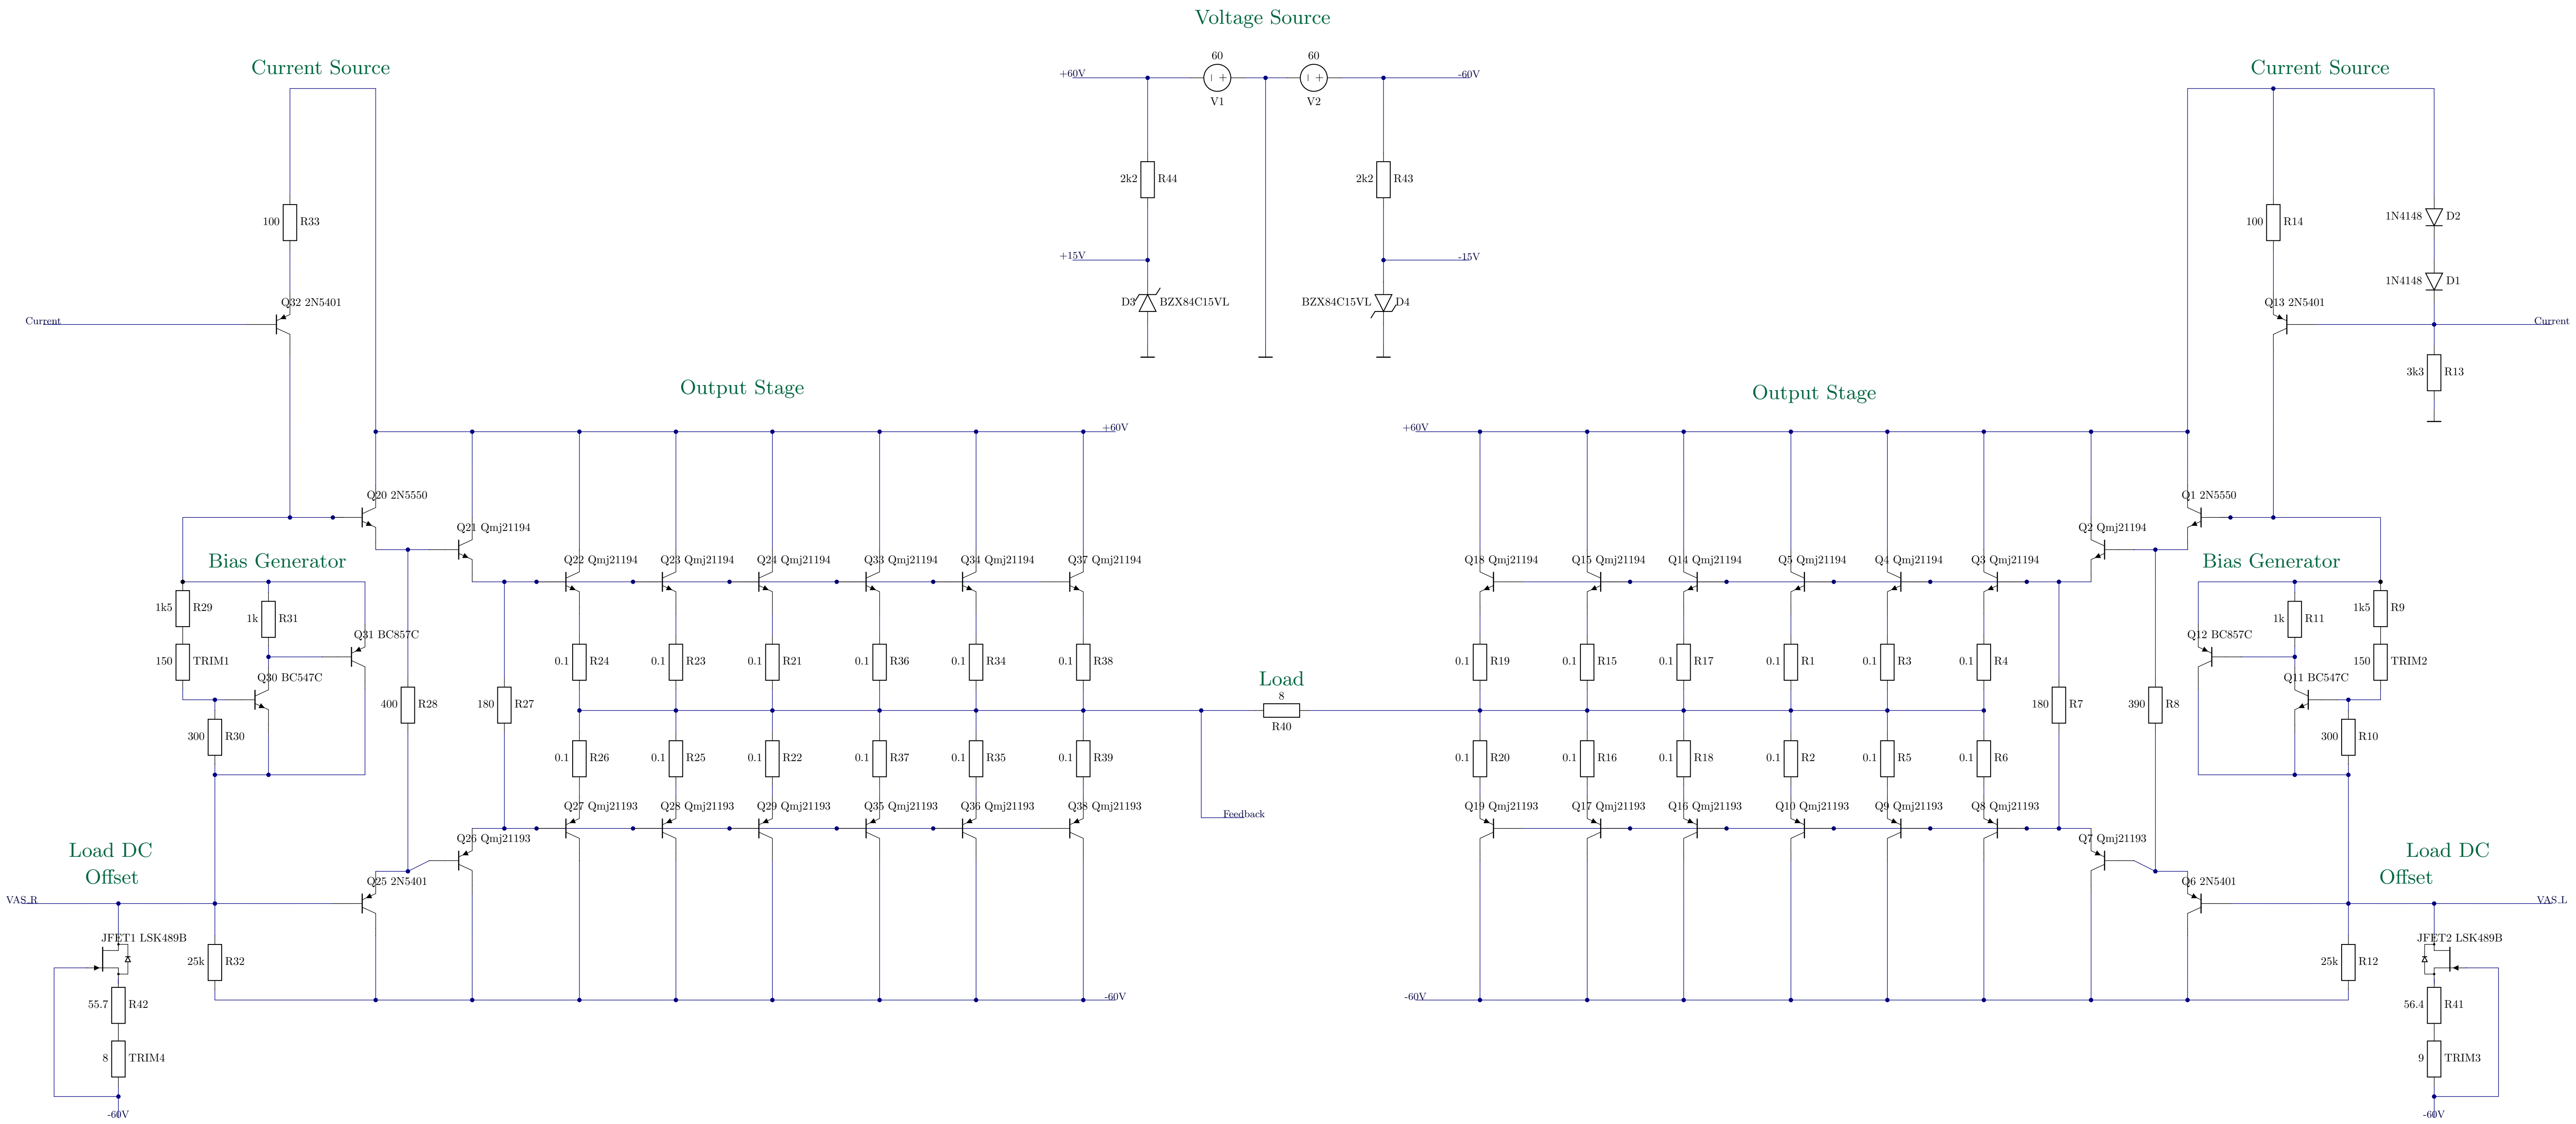 Voltage Source
Current Source
Current Source
60
60
+60V
-60V
V1
V2
2k2
R44
2k2
R43
100
R33
100
R14
1N4148
D2
+15V
-15V
1N4148
D1
Q32 2N5401
D3
BZX84C15VL
BZX84C15VL
D4
Q13 2N5401
Current
Current
3k3
R13
Output Stage
Output Stage
+60V
+60V
Q20 2N5550
Q1 2N5550
Q21 Qmj21194
Q2 Qmj21194
Bias Generator
Bias Generator
Q22 Qmj21194
Q23 Qmj21194
Q24 Qmj21194
Q33 Qmj21194
Q34 Qmj21194
Q37 Qmj21194
Q18 Qmj21194
Q15 Qmj21194
Q14 Qmj21194
Q5 Qmj21194
Q4 Qmj21194
Q3 Qmj21194
1k5
R29
1k
R31
1k
R11
1k5
R9
Q31 BC857C
Q12 BC857C
150
TRIM1
0.1
R24
0.1
R23
0.1
R21
0.1
R36
0.1
R34
0.1
R38
0.1
R19
0.1
R15
0.1
R17
0.1
R1
0.1
R3
0.1
R4
150
TRIM2
Q30 BC547C
Load
Q11 BC547C
8
R40
400
R28
180
R27
180
R7
390
R8
300
R30
300
R10
0.1
R26
0.1
R25
0.1
R22
0.1
R37
0.1
R35
0.1
R39
0.1
R20
0.1
R16
0.1
R18
0.1
R2
0.1
R5
0.1
R6
Q27 Qmj21193
Q28 Qmj21193
Q29 Qmj21193
Q35 Qmj21193
Q36 Qmj21193
Q38 Qmj21193
Feedback
Q19 Qmj21193
Q17 Qmj21193
Q16 Qmj21193
Q10 Qmj21193
Q9 Qmj21193
Q8 Qmj21193
Q26 Qmj21193
Q7 Qmj21193
Load DC
Offset
Load DC
Offset
Q25 2N5401
Q6 2N5401
VAS_R
VAS_L
JFET1 LSK489B
JFET2 LSK489B
25k
R32
25k
R12
-60V
-60V
55.7
R42
56.4
R41
8
TRIM4
9
TRIM3
-60V
-60V